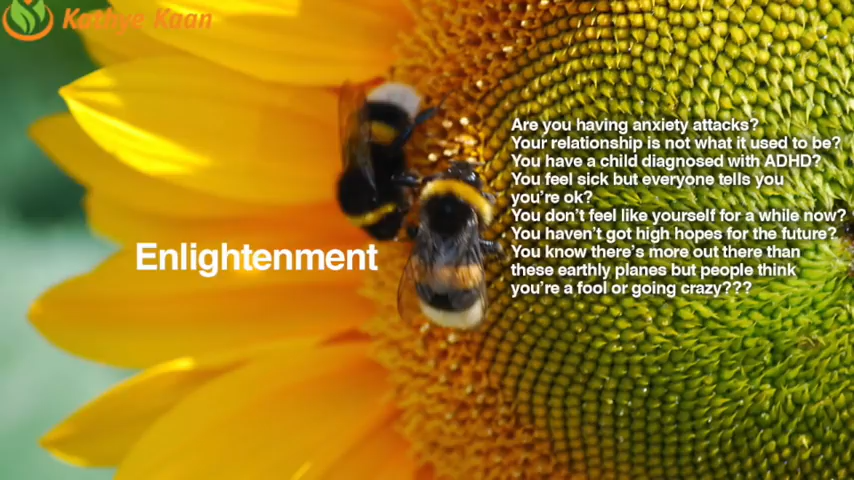 Kathye Kaan
Are you having anxiety attacks?
Your relationship is not what it used to be?
You have a child diagnosed with ADHD?
You feel sick but everyone tells you
you're ok?
You don't feel like yourself for a while now?
You haven't got high hopes for the future?
You know there's more out there than
these earthly planes but people think
you're a fool or going crazy???
Enlightenment